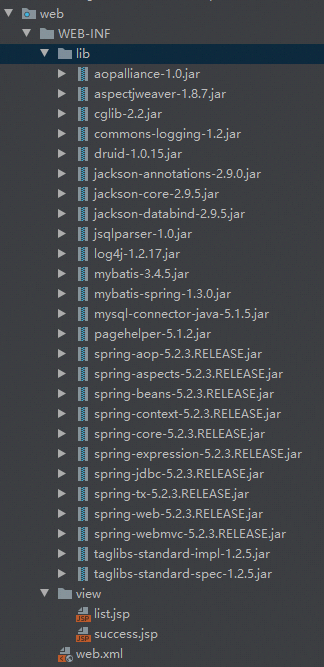 web
WEB-INF
lib
aopalliance-1.0.jar
aspectjweaver-1.8.7.jar
cglib-2.2.jar
commons-logging-1.2.jar
druid-1.0.15.jar
jackson-annotations-2.9.0.jar
jackson-core-2.9.5.jar
jackson-databind-2.9.5.jar
jsqlparser-1.0.jar
log4j-1.2.17.jar
mybatis-3.4.5.jar
mybatis-spring-1.3.0.jar
mysql-connector-java-5.1.5.jar
pagehelper-5.1.2.jar
spring-aop-5.2.3.RELEASE.jar
spring-aspects-5.2.3.RELEASE.jar
spring-beans-5.2.3.RELEASE.jar
spring-context-5.2.3.RELEASE.jar
spring-core-5.2.3.RELEASE.jar
spring-expression-5.2.3.RELEASE.jar
spring-jdbc-5.2.3.RELEASE.jar
spring-tx-5.2.3.RELEASE.jar
spring-web-5.2.3.RELEASE.jar
spring-webmvc-5.2.3.RELEASE.jar
taglibs-standard-impl-1.2.5.jar
taglibs-standard-spec-1.2.5.jar
view
JSP list.jsp
JSP success.jsp
web.xml